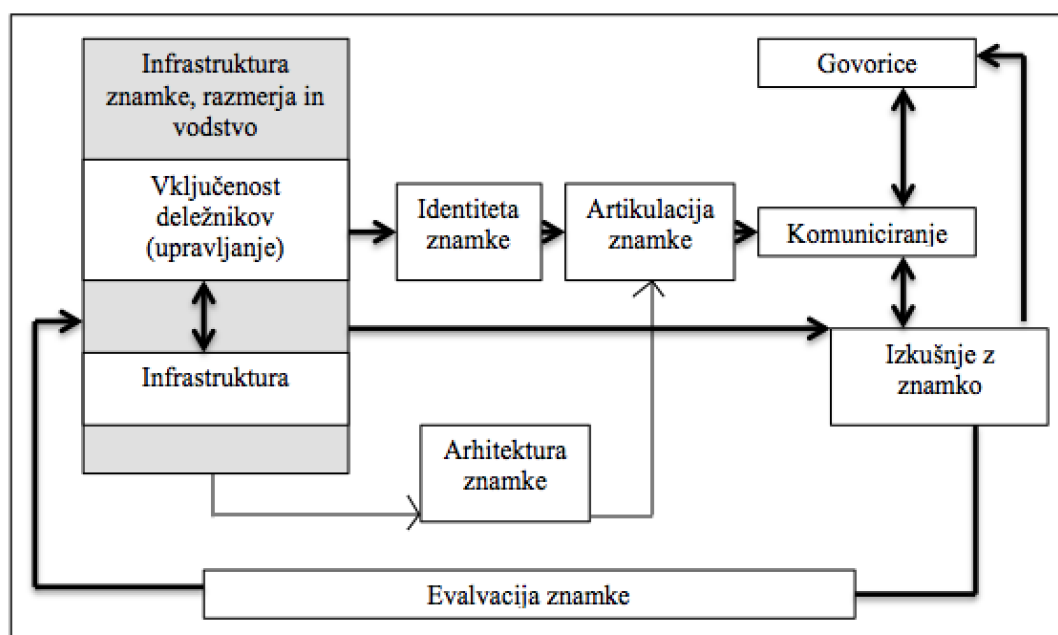 Infrastruktura
znamke, razmerja in
vodstvo
Vključenost
deležnikov
(upravljanje)
Infrastruktura
Identiteta
znamke
Artikulacija
znamke
Arhitektura
znamke
Govorice
Komuniciranje
Izkušnje z
znamko
Evalvacija znamke